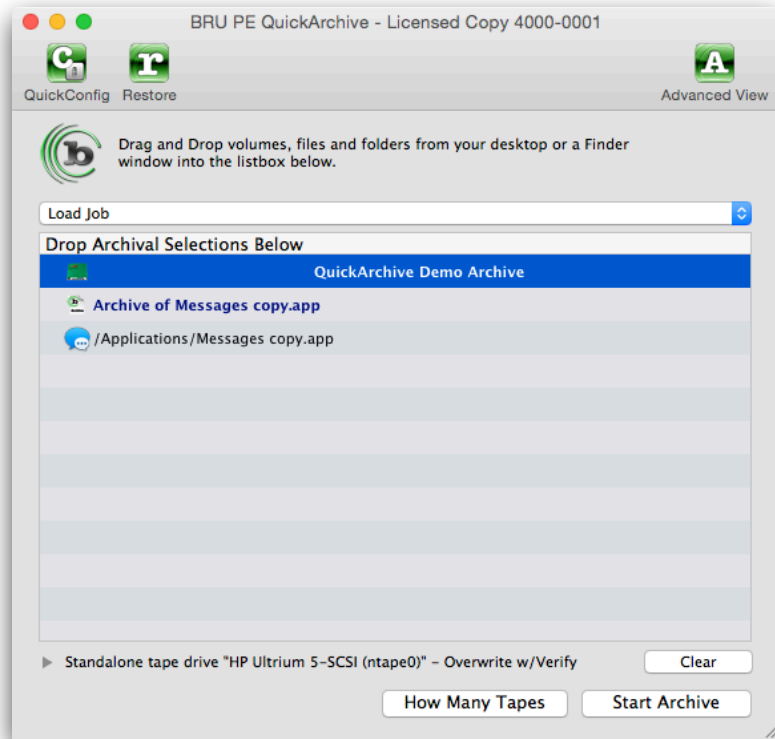 BRU PE QuickArchive - Licensed Copy 4000-0001
QuickConfig Restore Advanced View
Drag and Drop volumes, files and folders from your desktop or a Finder
window into the listbox below.
Load Job
Drop Archival Selections Below
QuickArchive Demo Archive
Archive of Messages copy.app
/Applications/Messages copy.app
Standalone tape drive "HP Ultrium 5-SCSI (ntape0)" - Overwrite w/Verify Clear
How Many Tapes Start Archive